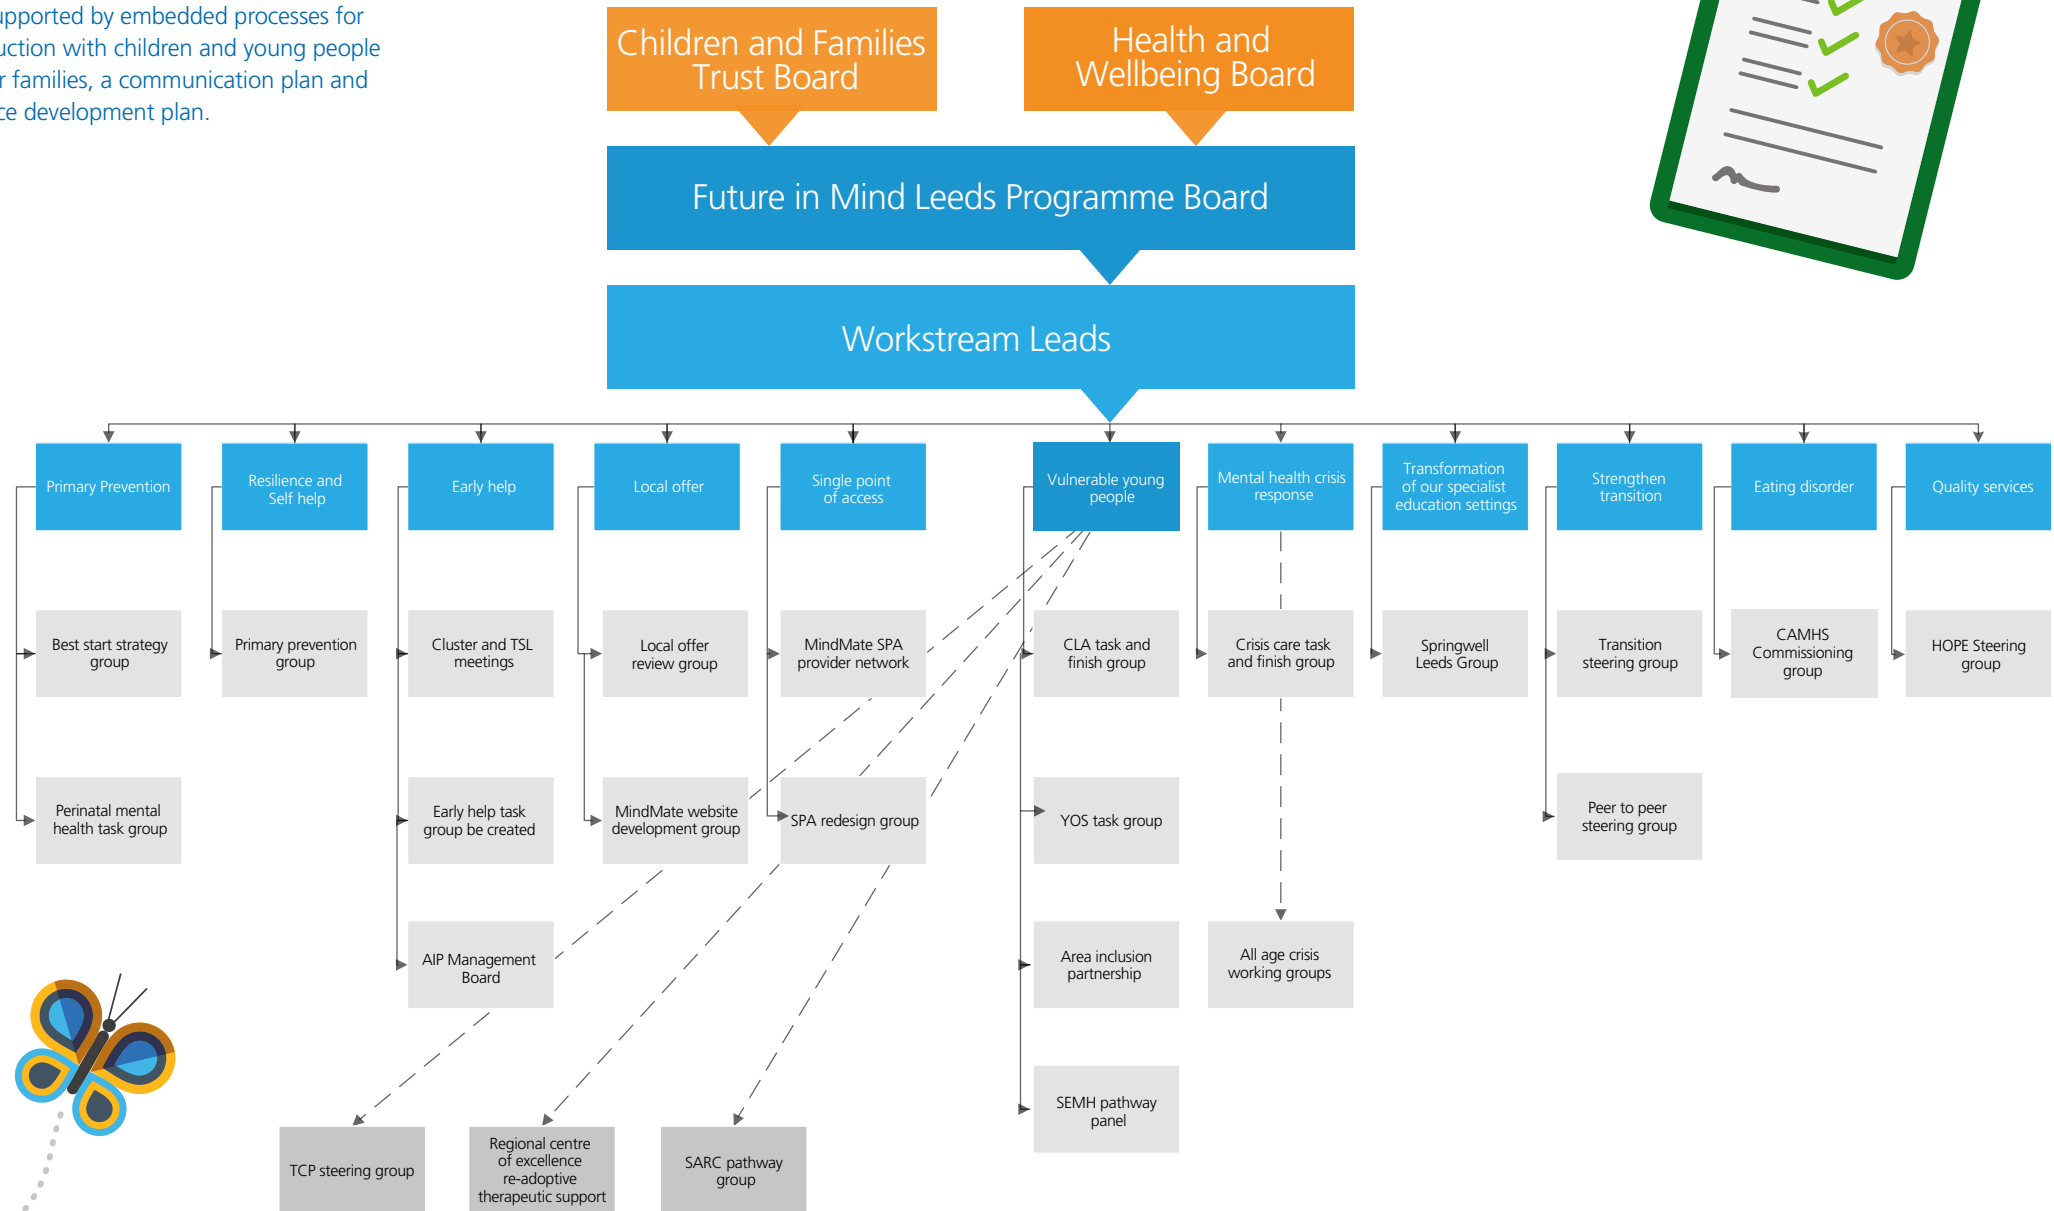 upported by embedded processes for
uction with children and young people
r families, a communication plan and
ce development plan.
Children and Families
Trust Board
Health and
Wellbeing Board
Future in Mind Leeds Programme Board
Workstream Leads
Primary Prevention
Resilience and
Self help
Early help
Local offer
Single point
of access
Vulnerable young
people
Mental health crisis
response
Transformation
of our specialist
education settings
Strengthen
transition
Eating disorder
Quality services
Best start strategy
group
Primary prevention
group
Cluster and TSL
meetings
Local offer
review group
MindMate SPA
provider network
CLA task and
finish group
Crisis care task
and finish group
Springwell
Leeds Group
Transition
steering group
CAMHS
Commissioning
group
HOPE Steering
group
Perinatal mental
health task group
Early help task
group be created
MindMate website
development group
SPA redesign group
YOS task group
Peer to peer
steering group
AIP Management
Board
Area inclusion
partnership
All age crisis
working groups
SEMH pathway
panel
TCP steering group
Regional centre
of excellence
re-adoptive
therapeutic support
SARC pathway
group